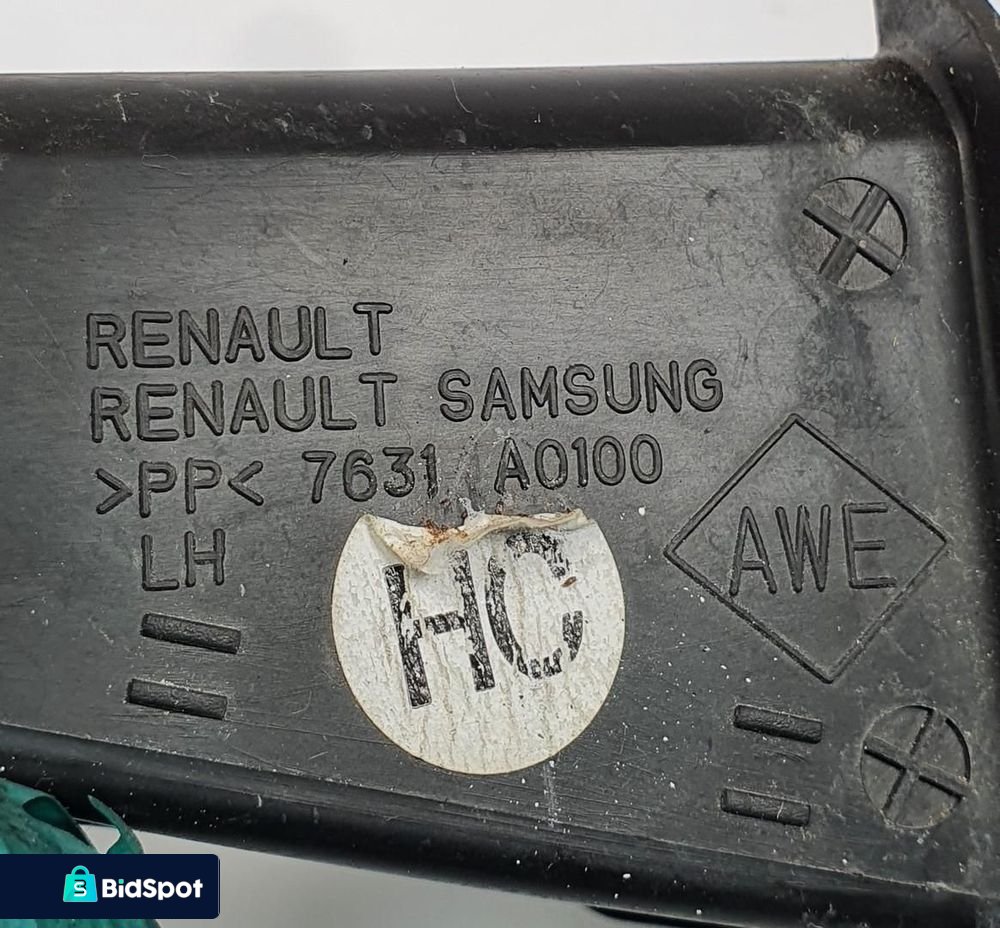 RENAULT
RENAULT SAMSUNG
>PP< 7631 A0100
LH
HC
AWE
BidSpot